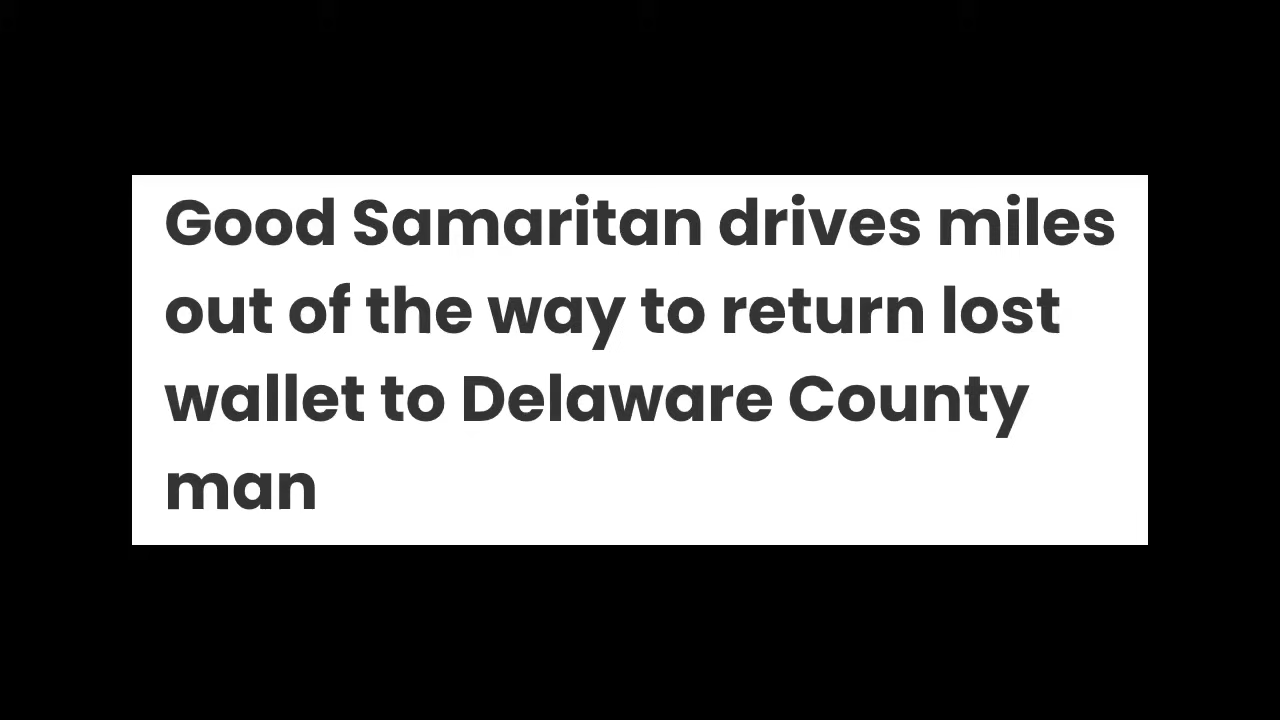 Good Samaritan drives miles
out of the way to return lost
wallet to Delaware County
man